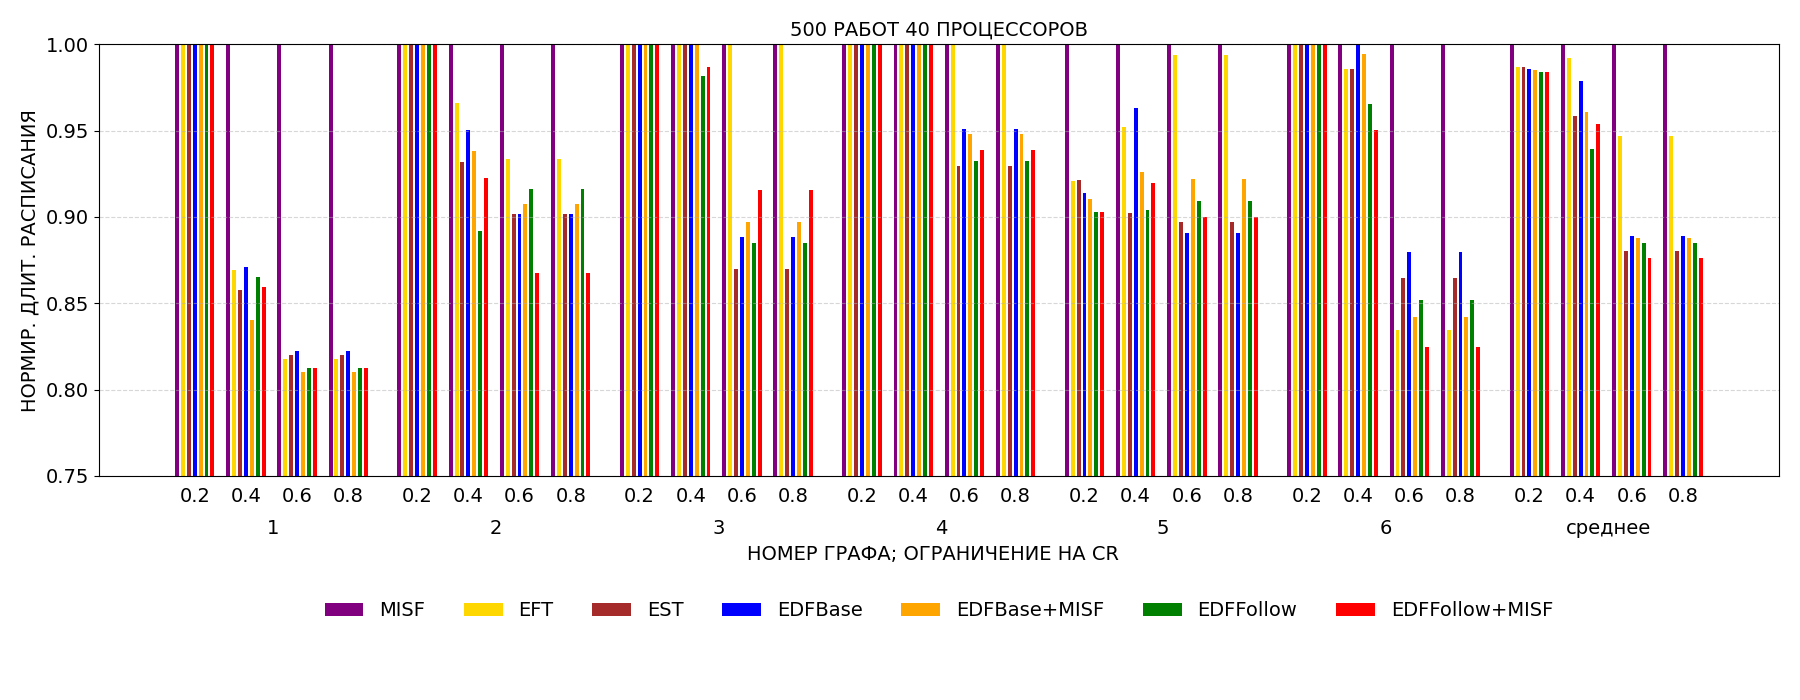 500 РАБОТ 40 ПРОЦЕССОРОВ
НОРМИР. ДЛИТ. РАСПИСАНИЯ
1.00
0.95
0.90
0.85
0.80
0.75
0.2 0.4 0.6 0.8 0.2 0.4 0.6 0.8 0.2 0.4 0.6 0.8 0.2 0.4 0.6 0.8 0.2 0.4 0.6 0.8 0.2 0.4 0.6 0.8 0.2 0.4 0.6 0.8
1 2 3 4 5 6 среднее
НОМЕР ГРАФА; ОГРАНИЧЕНИЕ НА CR
MISF EFT EST EDFBase EDFBase+MISF EDFFollow EDFFollow+MISF